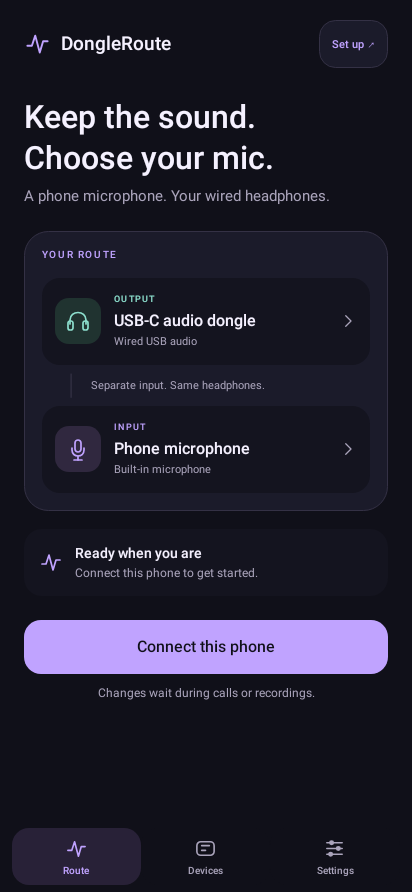 DongleRoute
Set up ↗
Keep the sound.
Choose your mic.
A phone microphone. Your wired headphones.
YOUR ROUTE
OUTPUT
USB-C audio dongle
Wired USB audio
Separate input. Same headphones.
INPUT
Phone microphone
Built-in microphone
Ready when you are
Connect this phone to get started.
Connect this phone
Changes wait during calls or recordings.
Route
Devices
Settings